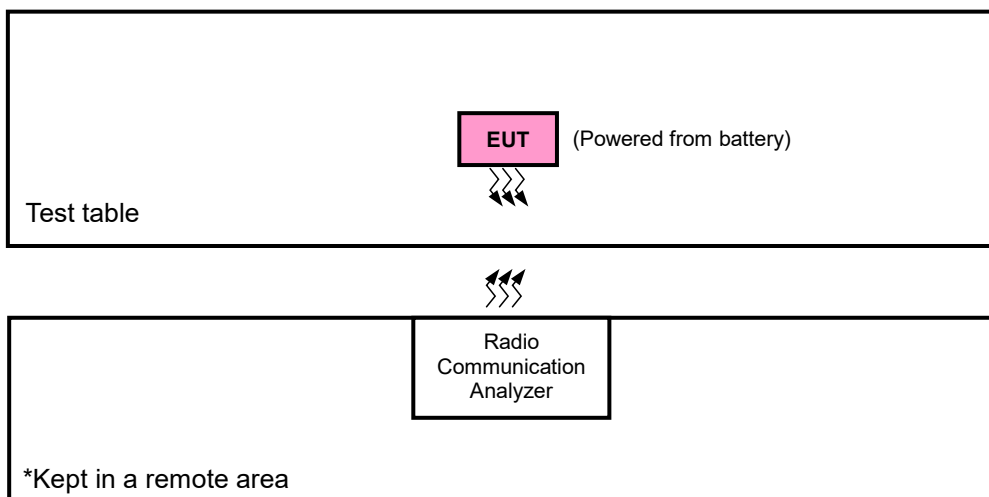 EUT (Powered from battery)
Test table
Radio
Communication
Analyzer
*Kept in a remote area